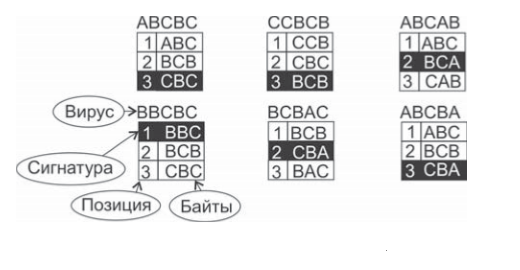 ABCBC
1 ABC
2 BCB
3 CBC
CCBCB
1 CCB
2 CBC
3 BCB
ABCAB
1 ABC
2 BCA
3 CAB
Вирус
BBCBC
1 BBC
2 BCB
3 CBC
Сигнатура
Позиция
Байты
BCBAC
1 BCB
2 CBA
3 BAC
ABCBA
1 ABC
2 BCB
3 CBA